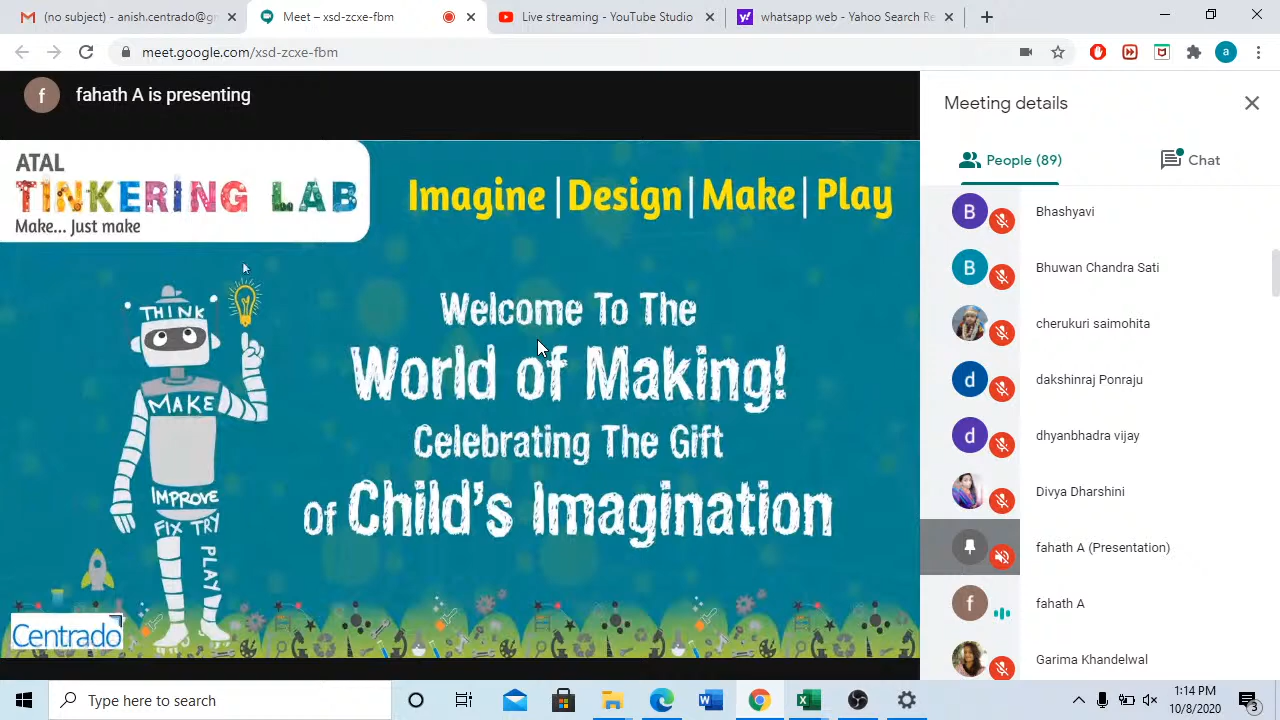 (no subject) - anish.centrado@gr
Meet – xsd-zcxe-fbm
Live streaming - YouTube Studio
whatsapp web - Yahoo Search Re
meet.google.com/xsd-zcxe-fbm
a
f
fahath A is presenting
ATAL
TINKERING LAB
Make... Just make
Imagine | Design | Make | Play
THINK
MAKE
IMPROVE
FIX TRY
PLAY
Welcome To The
World of Making!
Celebrating The Gift
Of Child's Imagination
Centrado
Meeting details
People (89)
Chat
B
Bhashyavi
B
Bhuwan Chandra Sati
cherukuri saimohita
d
dakshinraj Ponraju
d
dhyanbhadra vijay
Divya Dharshini
fahath A (Presentation)
f
fahath A
Garima Khandelwal
Type here to search
1:14 PM
10/8/2020
3